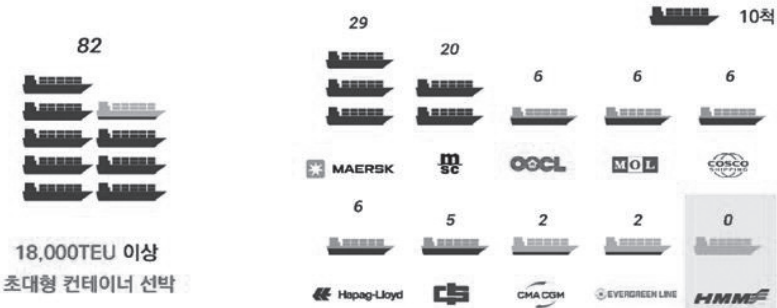 10척
82
18,000TEU 이상
초대형 컨테이너 선박
29
20
6
6
6
MAERSK
m
sc
OOCL
MOL
COSCO
SHIPPING
6
5
2
2
0
Hapag-Lloyd
CMA CGM
EVERGREEN LINE
HMM